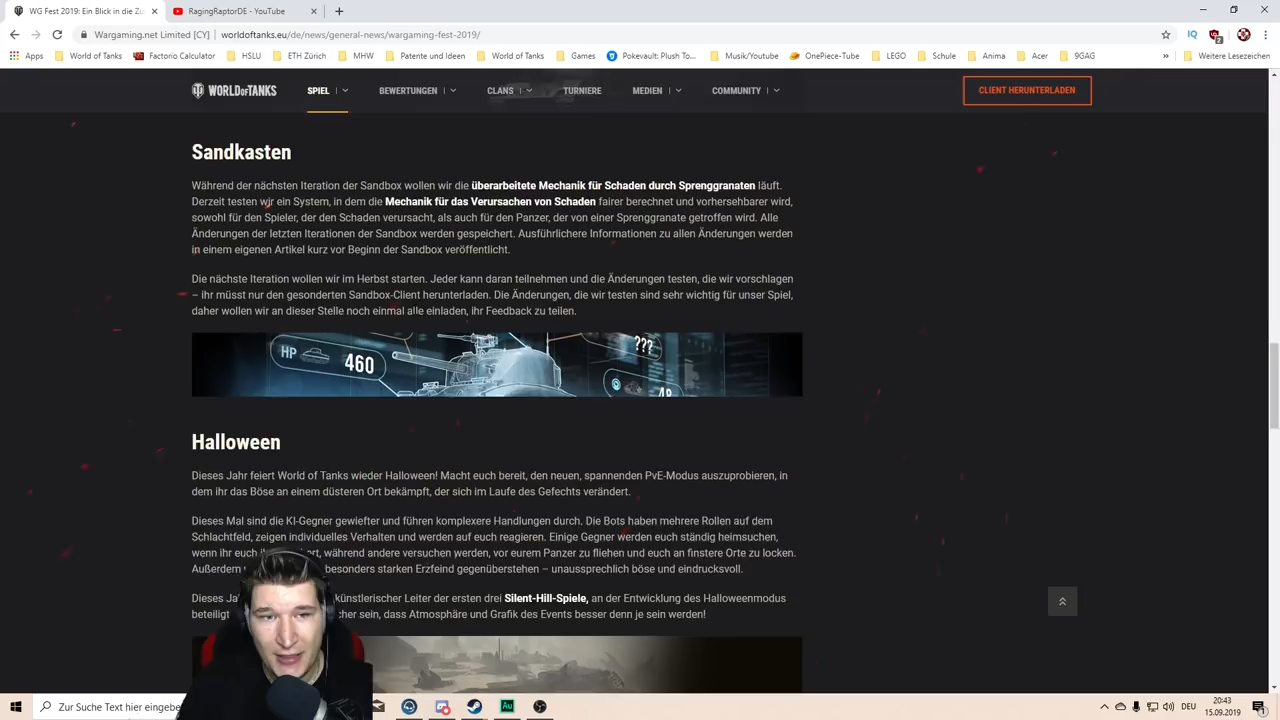 WG Fest 2019: Ein Blick in die Zu
RagingRaptorDE - YouTube
Wargaming.net Limited [CY] | worldoftanks.eu/de/news/general-news/wargaming-fest-2019/
Apps World of Tanks Factorio Calculator HSLU ETH Zürich MHW Patente und Ideen Games Pokevault: Plush To... Musik/Youtube OnePiece-Tube LEGO Schule Anima Acer 9GAG » Weitere Lesezeichen
WORLD OF TANKS SPIEL BEWERTUNGEN CLANS TURNIERE MEDIEN COMMUNITY CLIENT HERUNTERLADEN
Sandkasten
Während der nächsten Iteration der Sandbox wollen wir die überarbeitete Mechanik für Schaden durch Sprenggranaten läuft.
Derzeit testen wir ein System, in dem die Mechanik für das Verursachen von Schaden fairer berechnet und vorhersehbarer wird,
sowohl für den Spieler, der den Schaden verursacht, als auch für den Panzer, der von einer Sprenggranate getroffen wird. Alle
Änderungen der letzten Iterationen der Sandbox werden gespeichert. Ausführlichere Informationen zu allen Änderungen werden
in einem eigenen Artikel kurz vor Beginn der Sandbox veröffentlicht.
Die nächste Iteration wollen wir im Herbst starten. Jeder kann daran teilnehmen und die Änderungen testen, die wir vorschlagen
– ihr müsst nur den gesonderten Sandbox-Client herunterladen. Die Änderungen, die wir testen sind sehr wichtig für unser Spiel,
daher wollen wir an dieser Stelle noch einmal alle einladen, ihr Feedback zu teilen.
HP 460 ???
Halloween
Dieses Jahr feiert World of Tanks wieder Halloween! Macht euch bereit, den neuen, spannenden PvE-Modus auszuprobieren, in
dem ihr das Böse an einem düsteren Ort bekämpft, der sich im Laufe des Gefechts verändert.
Dieses Mal sind die KI-Gegner gewiefter und führen komplexere Handlungen durch. Die Bots haben mehrere Rollen auf dem
Schlachtfeld, zeigen individuelles Verhalten und werden auf euch reagieren. Einige Gegner werden euch ständig heimsuchen,
wenn ihr euch, während andere versuchen werden, vor eurem Panzer zu fliehen und euch an finstere Orte zu locken.
Außerdem besonders starken Erzfeind gegenüberstehen – unaussprechlich böse und eindrucksvoll.
Dieses künstlerischer Leiter der ersten drei Silent-Hill-Spiele, an der Entwicklung des Halloweenmodus
beteiligt sein, dass Atmosphäre und Grafik des Events besser denn je sein werden!
Zur Suche Text hier eingebe
DEU
20:43
15.09.2019